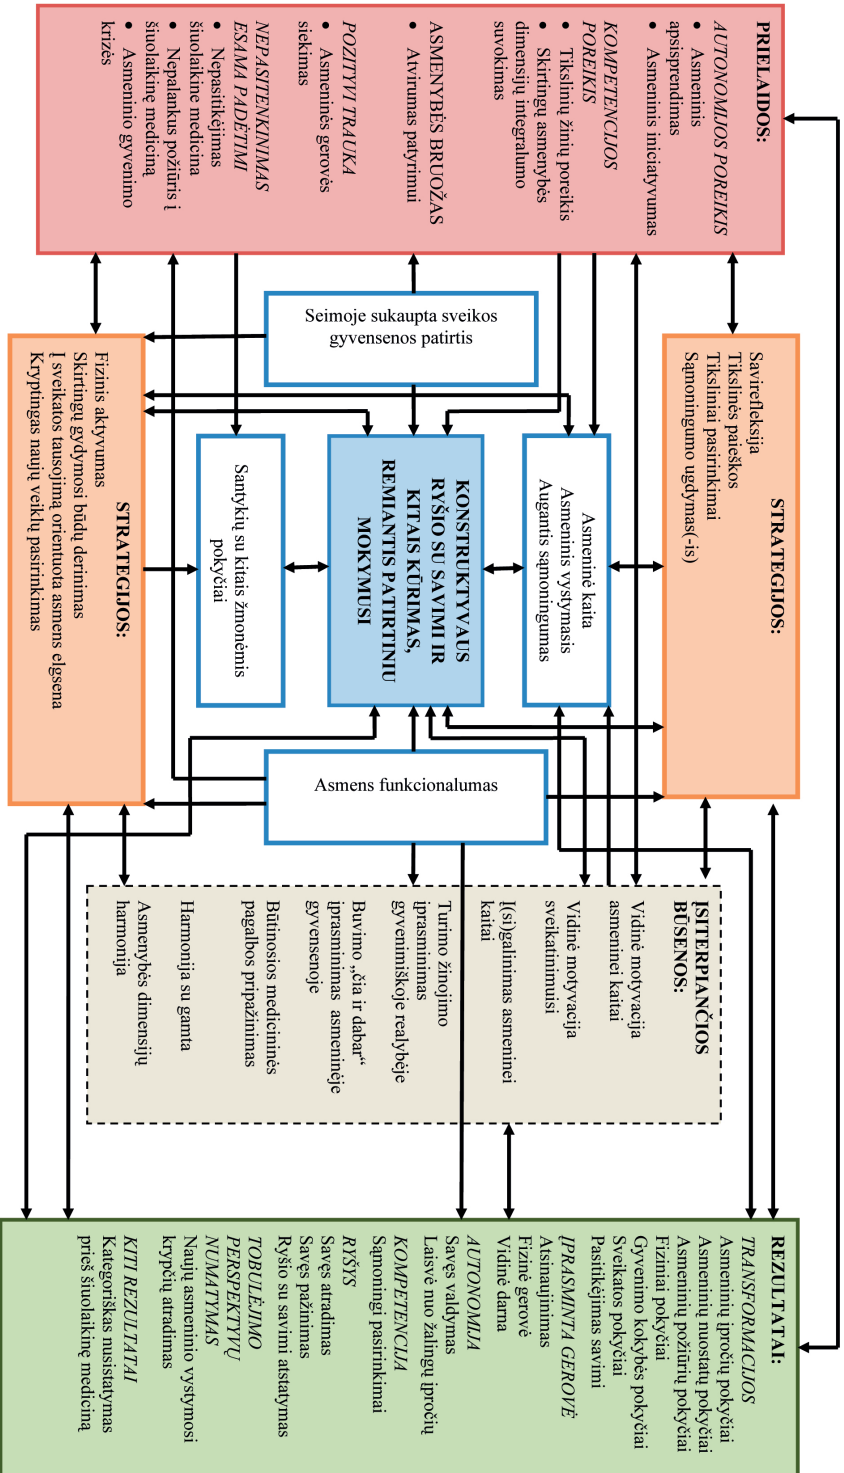 PRIELAIDOS:
AUTONOMIJOS POREIKIS
• Asmeninis
apsisprendimas
• Asmeninis iniciatyvumas
KOMPETENCIJOS
POREIKIS
• Tikslinių žinių poreikis
• Skirtingų asmenybės
dimensijų integralumo
suvokimas
ASMENYBĖS BRUOŽAS
• Atvirumas patyrimui
POZITYVI TRAUKA
• Asmeninės gerovės
siekimas
NEPASITENKINIMAS
ESAMA PADĖTIMI
• Nepasitikėjimas
šiuolaikine medicina
• Nepalankus požiūris į
šiuolaikinę mediciną
• Asmeninio gyvenimo
krizės
STRATEGIJOS:
Savirefleksija
Tikslinės paieškos
Tiksliniai pasirinkimai
Sąmoningumo ugdymas(-is)
Seimoje sukaupta sveikos
gyvensenos patirtis
Asmeninė kaita
Asmeninis vystymasis
Augantis sąmoningumas
KONSTRUKTYVAUS
RYŠIO SU SAVIMI IR
KITAIS KŪRIMAS,
REMIANTIS PATIRTINIU
MOKYMUSI
Santykių su kitais žmonėmis
pokyčiai
STRATEGIJOS:
Fizinis aktyvumas
Skirtingų gydymosi būdų derinimas
Į sveikatos tausojimą orientuota asmens elgsena
Kryptingas naujų veiklų pasirinkimas
Asmens funkcionalumas
ĮSITERPIANČIOS
BŪSENOS:
Vidinė motyvacija
asmeninei kaitai
Vidinė motyvacija
sveikatinimuisi
Į(si)galinimas asmeninei
kaitai
Turimo žinojimo
įprasminimas
gyvenimiškoje realybėje
Buvimo „čia ir dabar“
įprasminimas asmeninėje
gyvensenoje
Būtinosios medicininės
pagalbos pripažinimas
Harmonija su gamta
Asmenybės dimensijų
harmonija
REZULTATAI:
TRANSFORMACIJOS
Asmeninių įpročių pokyčiai
Asmeninių nuostatų pokyčiai
Asmeninių požiūrių pokyčiai
Fiziniai pokyčiai
Gyvenimo kokybės pokyčiai
Sveikatos pokyčiai
Pasitikėjimas savimi
ĮPRASMINTA GEROVĖ
Atsinaujinimas
Fizinė gerovė
Vidinė darna
AUTONOMIJA
Savęs valdymas
Laisvė nuo žalingų įpročių
KOMPETENCIJA
Sąmoningi pasirinkimai
RYŠYS
Savęs atradimas
Savęs pažinimas
Ryšio su savimi atstatymas
TOBULĖJIMO
PERSPEKTYVŲ
NUMATYMAS
Naujų asmeninio vystymosi
krypčių atradimas
KITI REZULTATAI
Kategoriškas nusistatymas
prieš šiuolaikinę mediciną